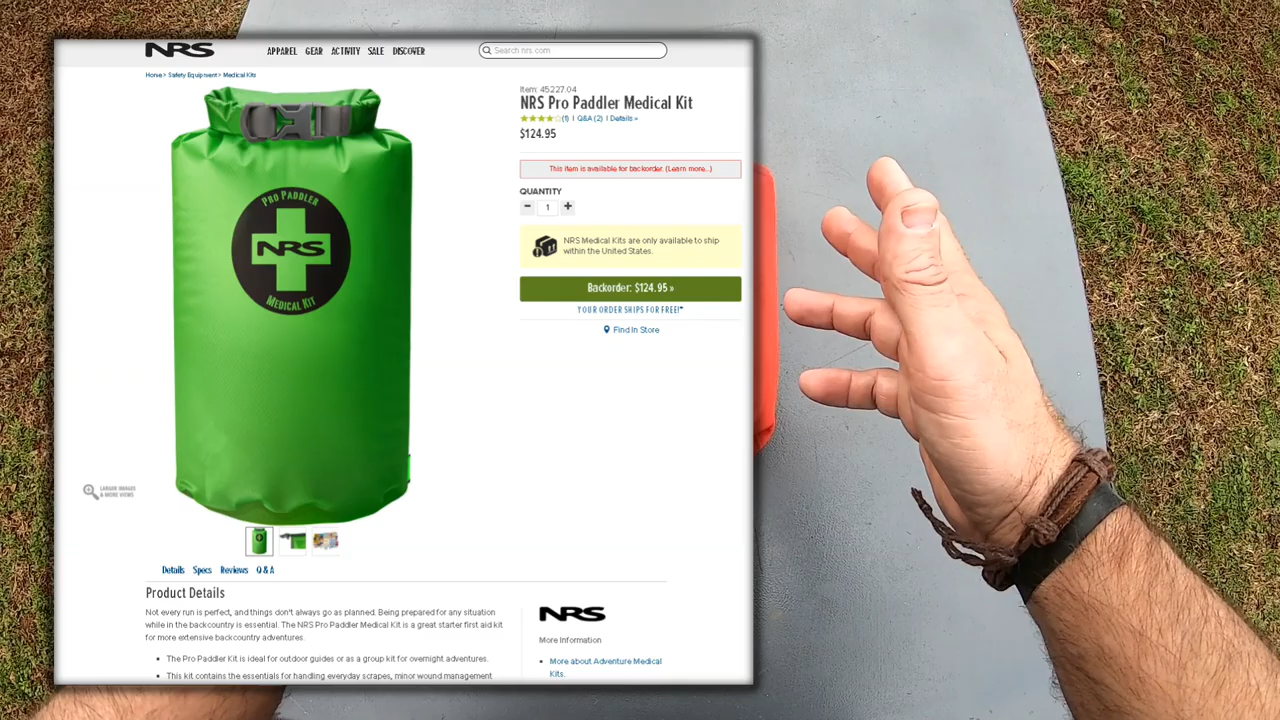 NRS
APPAREL GEAR ACTIVITY SALE DISCOVER
Search nrs.com
Home > Safety Equipment > Medical Kits
Item: 45227.04
NRS Pro Paddler Medical Kit
(1) | Q&A (2) | Details »
$124.95
This item is available for backorder. (Learn more...)
QUANTITY
− 1 +
NRS Medical Kits are only available to ship
within the United States.
Backorder: $124.95 »
YOUR ORDER SHIPS FOR FREE!*
Find In Store
PRO PADDLER
NRS
MEDICAL KIT
LARGER IMAGES
& MORE VIEWS
Details Specs Reviews Q & A
Product Details
Not every run is perfect, and things don't always go as planned. Being prepared for any situation
while in the backcountry is essential. The NRS Pro Paddler Medical Kit is a great starter first aid kit
for more extensive backcountry adventures.
• The Pro Paddler Kit is ideal for outdoor guides or as a group kit for overnight adventures.
• This kit contains the essentials for handling everyday scrapes, minor wound management
NRS
More Information
• More about Adventure Medical
Kits.